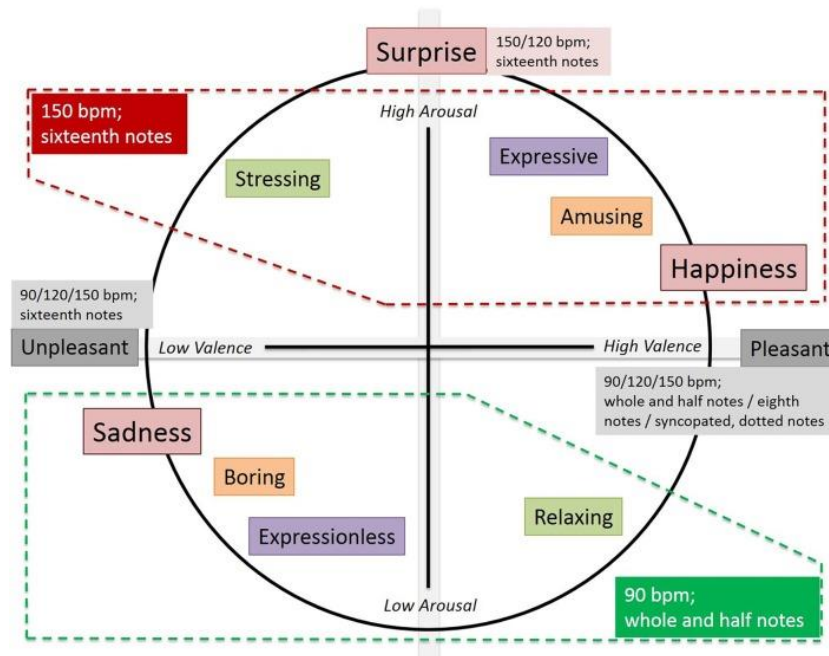 Surprise
150/120 bpm;
sixteenth notes
150 bpm;
sixteenth notes
High Arousal
Expressive
Stressing
Amusing
Happiness
90/120/150 bpm;
sixteenth notes
Unpleasant
Low Valence
High Valence
Pleasant
90/120/150 bpm;
whole and half notes / eighth
notes / syncopated, dotted notes
Sadness
Boring
Relaxing
Expressionless
Low Arousal
90 bpm;
whole and half notes